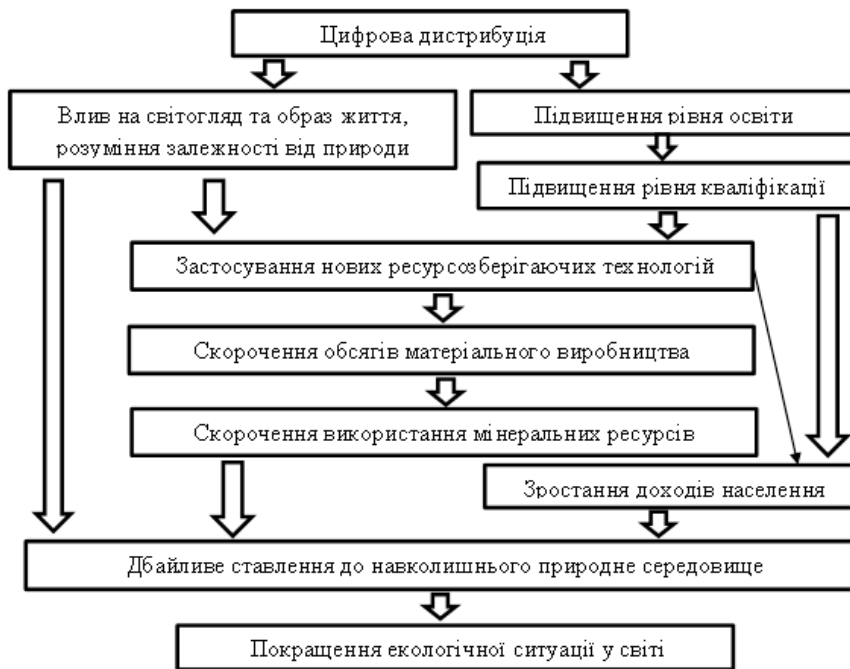 Цифрова дистрибуція
Влив на світогляд та образ життя,
розуміння залежності від природи
Підвищення рівня освіти
Підвищення рівня кваліфікації
Застосування нових ресурсозберігаючих технологій
Скорочення обсягів матеріального виробництва
Скорочення використання мінеральних ресурсів
Зростання доходів населення
Дбайливе ставлення до навколишнього природне середовище
Покращення екологічної ситуації у світі